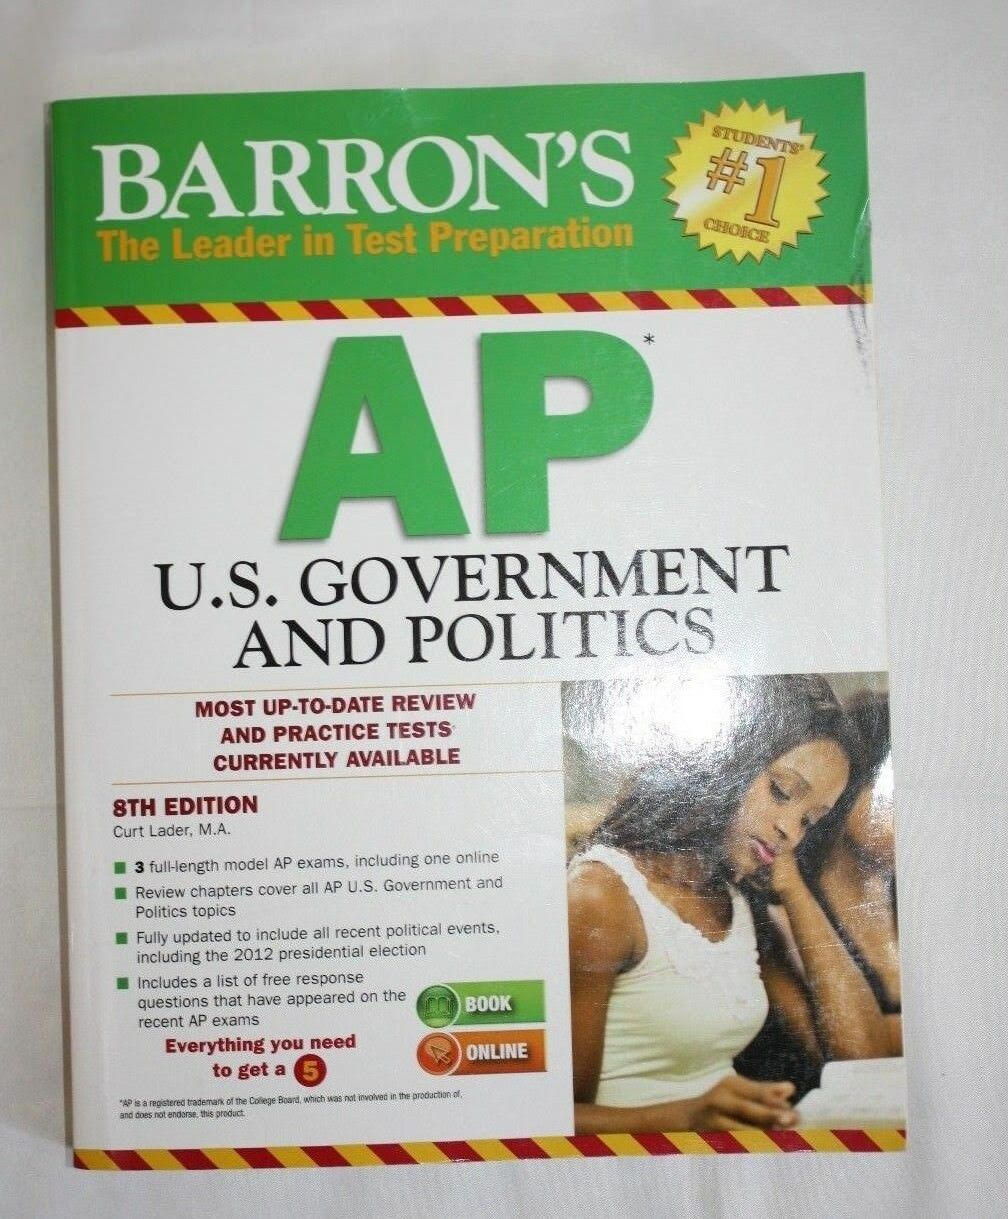 BARRON'S
The Leader in Test Preparation
STUDENTS'
#1
CHOICE
AP*
U.S. GOVERNMENT
AND POLITICS
MOST UP-TO-DATE REVIEW
AND PRACTICE TESTS
CURRENTLY AVAILABLE
8TH EDITION
Curt Lader, M.A.
3 full-length model AP exams, including one online
Review chapters cover all AP U.S. Government and
Politics topics
Fully updated to include all recent political events,
including the 2012 presidential election
Includes a list of free response
questions that have appeared on the
recent AP exams
BOOK
ONLINE
Everything you need
to get a 5
*AP is a registered trademark of the College Board, which was not involved in the production of,
and does not endorse, this product.